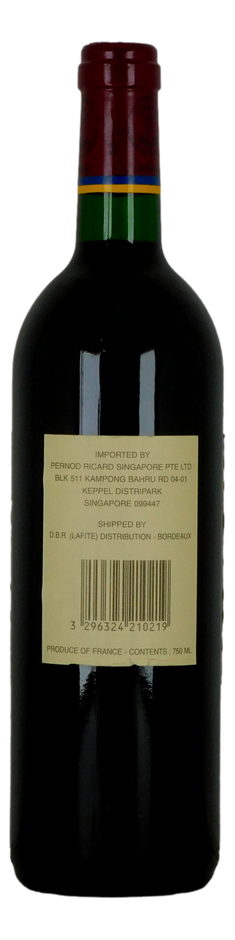 IMPORTED BY
PERNOD RICARD SINGAPORE PTE LTD
BLK 511 KAMPONG BAHRU RD 04-01
KEPPEL DISTRIPARK
SINGAPORE 099447
SHIPPED BY
D.B.R. (LAFITE) DISTRIBUTION - BORDEAUX
3 296324 210219
PRODUCE OF FRANCE - CONTENTS : 750 ML